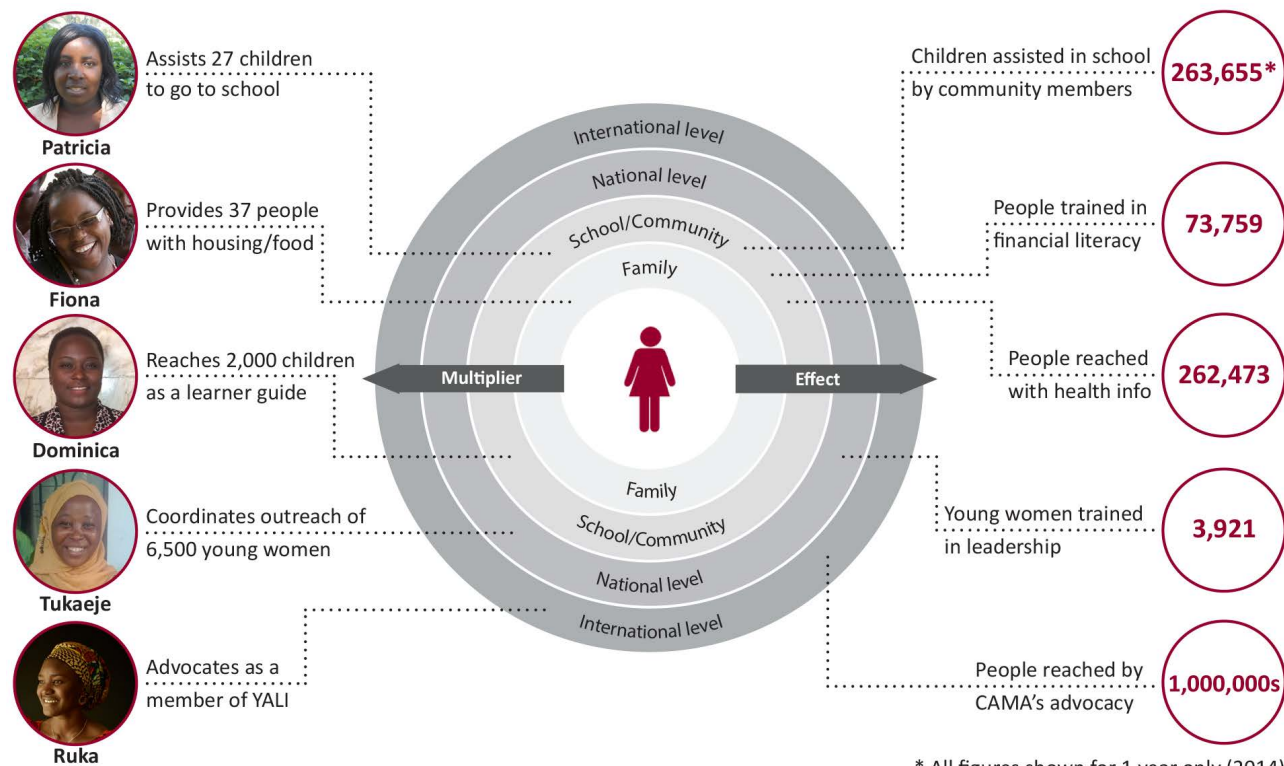 Assists 27 children
to go to school
Patricia
Provides 37 people
with housing/food
Fiona
Reaches 2,000 children
as a learner guide
Dominica
Coordinates outreach of
6,500 young women
Tukaeje
Advocates as a
member of YALI
Ruka
International level
National level
School/Community
Family
Multiplier
Effect
Family
School/Community
National level
International level
Children assisted in school
by community members
263,655*
People trained in
financial literacy
73,759
People reached
with health info
262,473
Young women trained
in leadership
3,921
People reached by
CAMA’s advocacy
1,000,000s
* All figures shown for 1 year only (2014)